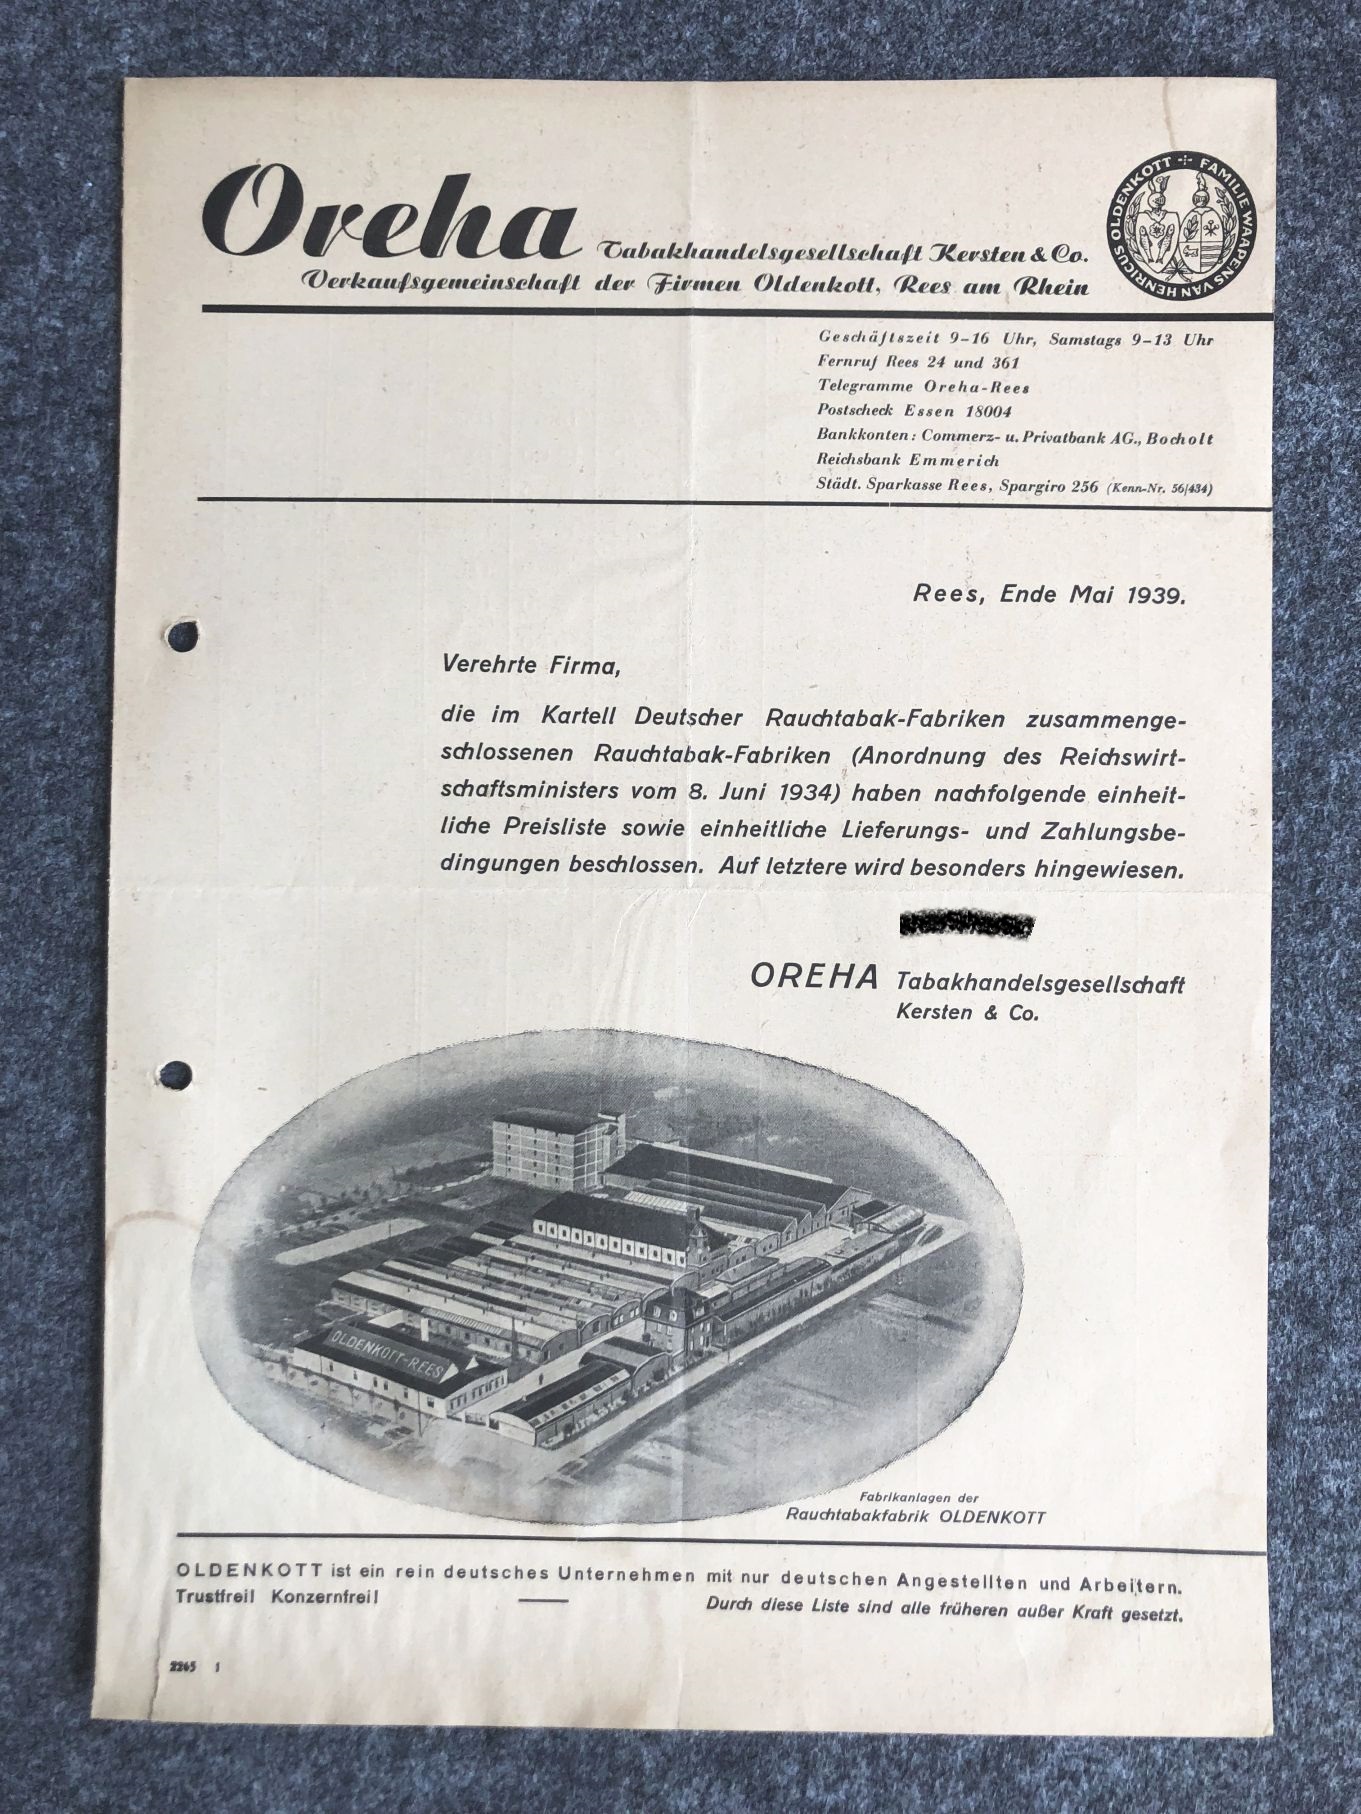 Oreha Tabakhandelsgesellschaft Kersten & Co.
Verkaufsgemeinschaft der Firmen Oldenkott, Rees am Rhein
OLDENKOTT + FAMILIE WAAPENS VAN HENRICUS
Geschäftszeit 9–16 Uhr, Samstags 9–13 Uhr
Fernruf Rees 24 und 361
Telegramme Oreha-Rees
Postscheck Essen 18004
Bankkonten: Commerz- u. Privatbank AG., Bocholt
Reichsbank Emmerich
Städt. Sparkasse Rees, Spargiro 256 (Kenn-Nr. 56/434)
Rees, Ende Mai 1939.
Verehrte Firma,
die im Kartell Deutscher Rauchtabak-Fabriken zusammenge-
schlossenen Rauchtabak-Fabriken (Anordnung des Reichswirt-
schaftsministers vom 8. Juni 1934) haben nachfolgende einheit-
liche Preisliste sowie einheitliche Lieferungs- und Zahlungsbe-
dingungen beschlossen. Auf letztere wird besonders hingewiesen.
OREHA Tabakhandelsgesellschaft
Kersten & Co.
OLDENKOTT-REES
Fabrikanlagen der
Rauchtabakfabrik OLDENKOTT
OLDENKOTT ist ein rein deutsches Unternehmen mit nur deutschen Angestellten und Arbeitern.
Trustfrei! Konzernfrei!
Durch diese Liste sind alle früheren außer Kraft gesetzt.
2265 1